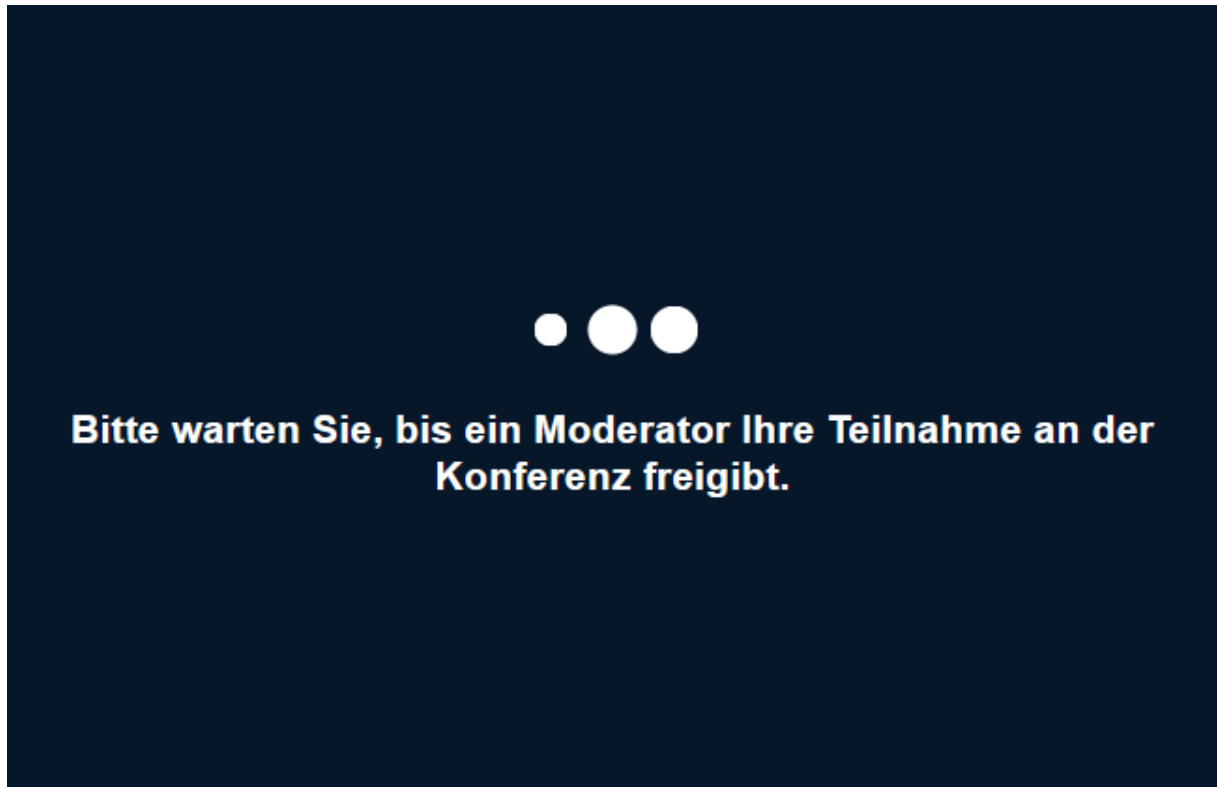 Bitte warten Sie, bis ein Moderator Ihre Teilnahme an der
Konferenz freigibt.